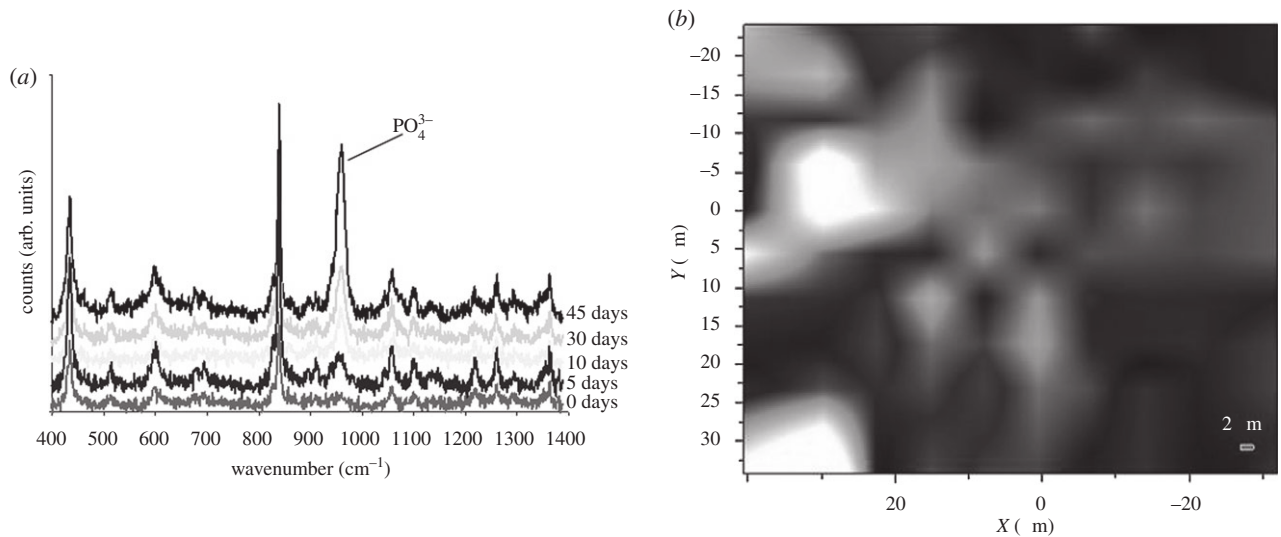 (a)
counts (arb. units)
PO₄³⁻
45 days
30 days
10 days
5 days
0 days
400 500 600 700 800 900 1000 1100 1200 1300 1400
wavenumber (cm⁻¹)
(b)
Y ( m)
–20
–15
–10
–5
0
5
10
15
20
25
30
2 m
20 0 –20
X ( m)